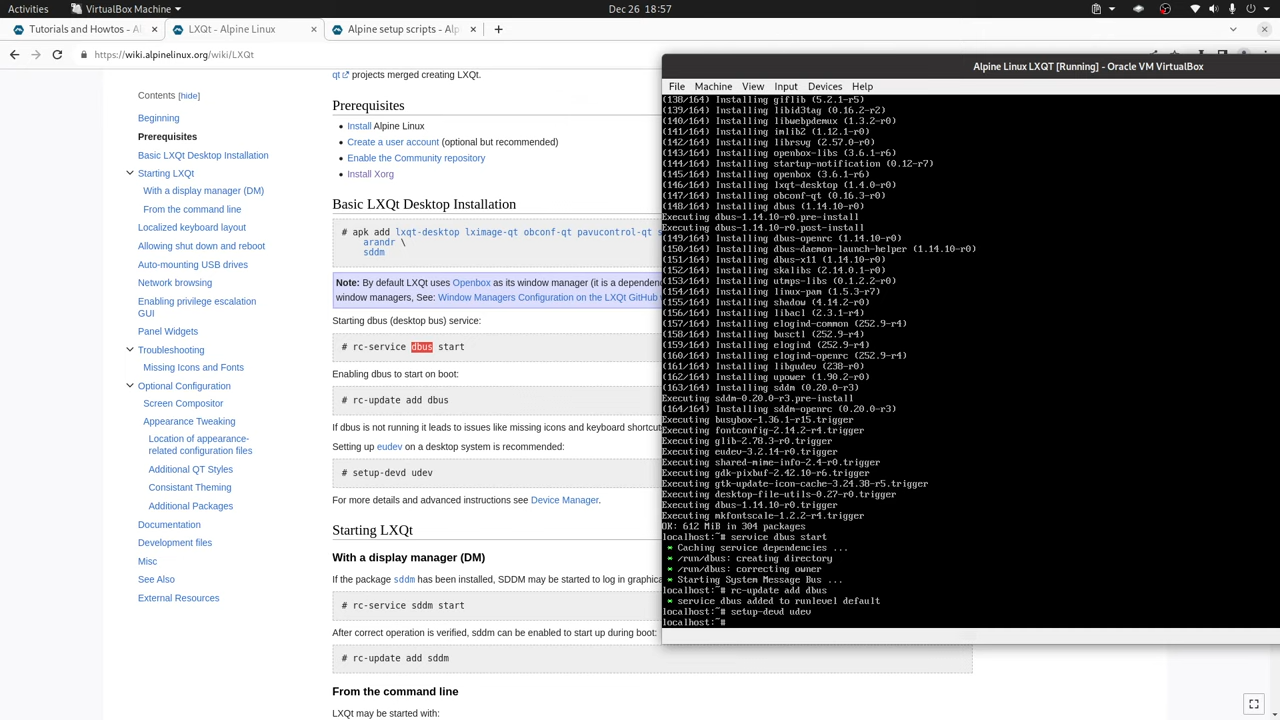 Activities
VirtualBox Machine
Dec 26 18:57
Tutorials and Howtos - Al
LXQt - Alpine Linux
Alpine setup scripts - Alp
https://wiki.alpinelinux.org/wiki/LXQt
qt projects merged creating LXQt.
Contents [hide]
Beginning
Prerequisites
Basic LXQt Desktop Installation
Starting LXQt
With a display manager (DM)
From the command line
Localized keyboard layout
Allowing shut down and reboot
Auto-mounting USB drives
Network browsing
Enabling privilege escalation
GUI
Panel Widgets
Troubleshooting
Missing Icons and Fonts
Optional Configuration
Screen Compositor
Appearance Tweaking
Location of appearance-
related configuration files
Additional QT Styles
Consistant Theming
Additional Packages
Documentation
Development files
Misc
See Also
External Resources
Prerequisites
Install Alpine Linux
Create a user account (optional but recommended)
Enable the Community repository
Install Xorg
Basic LXQt Desktop Installation
# apk add lxqt-desktop lximage-qt obconf-qt pavucontrol-qt s
arandr \
sddm
Note: By default LXQt uses Openbox as its window manager (it is a dependenc
window managers, See: Window Managers Configuration on the LXQt GitHub
Starting dbus (desktop bus) service:
# rc-service dbus start
Enabling dbus to start on boot:
# rc-update add dbus
If dbus is not running it leads to issues like missing icons and keyboard shortcut
Setting up eudev on a desktop system is recommended:
# setup-devd udev
For more details and advanced instructions see Device Manager.
Starting LXQt
With a display manager (DM)
If the package sddm has been installed, SDDM may be started to log in graphica
# rc-service sddm start
After correct operation is verified, sddm can be enabled to start up during boot:
# rc-update add sddm
From the command line
LXQt may be started with:
Alpine Linux LXQT [Running] - Oracle VM VirtualBox
File Machine View Input Devices Help
(138/164) Installing giflib (5.2.1-r5)
(139/164) Installing libid3tag (0.16.2-r2)
(140/164) Installing libwebpdemux (1.3.2-r0)
(141/164) Installing imlib2 (1.12.1-r0)
(142/164) Installing librsvg (2.57.0-r0)
(143/164) Installing openbox-libs (3.6.1-r6)
(144/164) Installing startup-notification (0.12-r7)
(145/164) Installing openbox (3.6.1-r6)
(146/164) Installing lxqt-desktop (1.4.0-r0)
(147/164) Installing obconf-qt (0.16.3-r0)
(148/164) Installing dbus (1.14.10-r0)
Executing dbus-1.14.10-r0.pre-install
Executing dbus-1.14.10-r0.post-install
(149/164) Installing dbus-openrc (1.14.10-r0)
(150/164) Installing dbus-daemon-launch-helper (1.14.10-r0)
(151/164) Installing dbus-x11 (1.14.10-r0)
(152/164) Installing skalibs (2.14.0.1-r0)
(153/164) Installing utmps-libs (0.1.2.2-r0)
(154/164) Installing linux-pam (1.5.3-r7)
(155/164) Installing shadow (4.14.2-r0)
(156/164) Installing libacl (2.3.1-r4)
(157/164) Installing elogind-common (252.9-r4)
(158/164) Installing busctl (252.9-r4)
(159/164) Installing elogind (252.9-r4)
(160/164) Installing elogind-openrc (252.9-r4)
(161/164) Installing libgudev (238-r0)
(162/164) Installing upower (1.90.2-r0)
(163/164) Installing sddm (0.20.0-r3)
Executing sddm-0.20.0-r3.pre-install
(164/164) Installing sddm-openrc (0.20.0-r3)
Executing busybox-1.36.1-r15.trigger
Executing fontconfig-2.14.2-r4.trigger
Executing glib-2.78.3-r0.trigger
Executing eudev-3.2.14-r0.trigger
Executing shared-mime-info-2.4-r0.trigger
Executing gdk-pixbuf-2.42.10-r6.trigger
Executing gtk-update-icon-cache-3.24.38-r5.trigger
Executing desktop-file-utils-0.27-r0.trigger
Executing dbus-1.14.10-r0.trigger
Executing mkfontscale-1.2.2-r4.trigger
OK: 612 MiB in 304 packages
localhost:~# service dbus start
* Caching service dependencies ...
* /run/dbus: creating directory
* /run/dbus: correcting owner
* Starting System Message Bus ...
localhost:~# rc-update add dbus
* service dbus added to runlevel default
localhost:~# setup-devd udev
localhost:~#